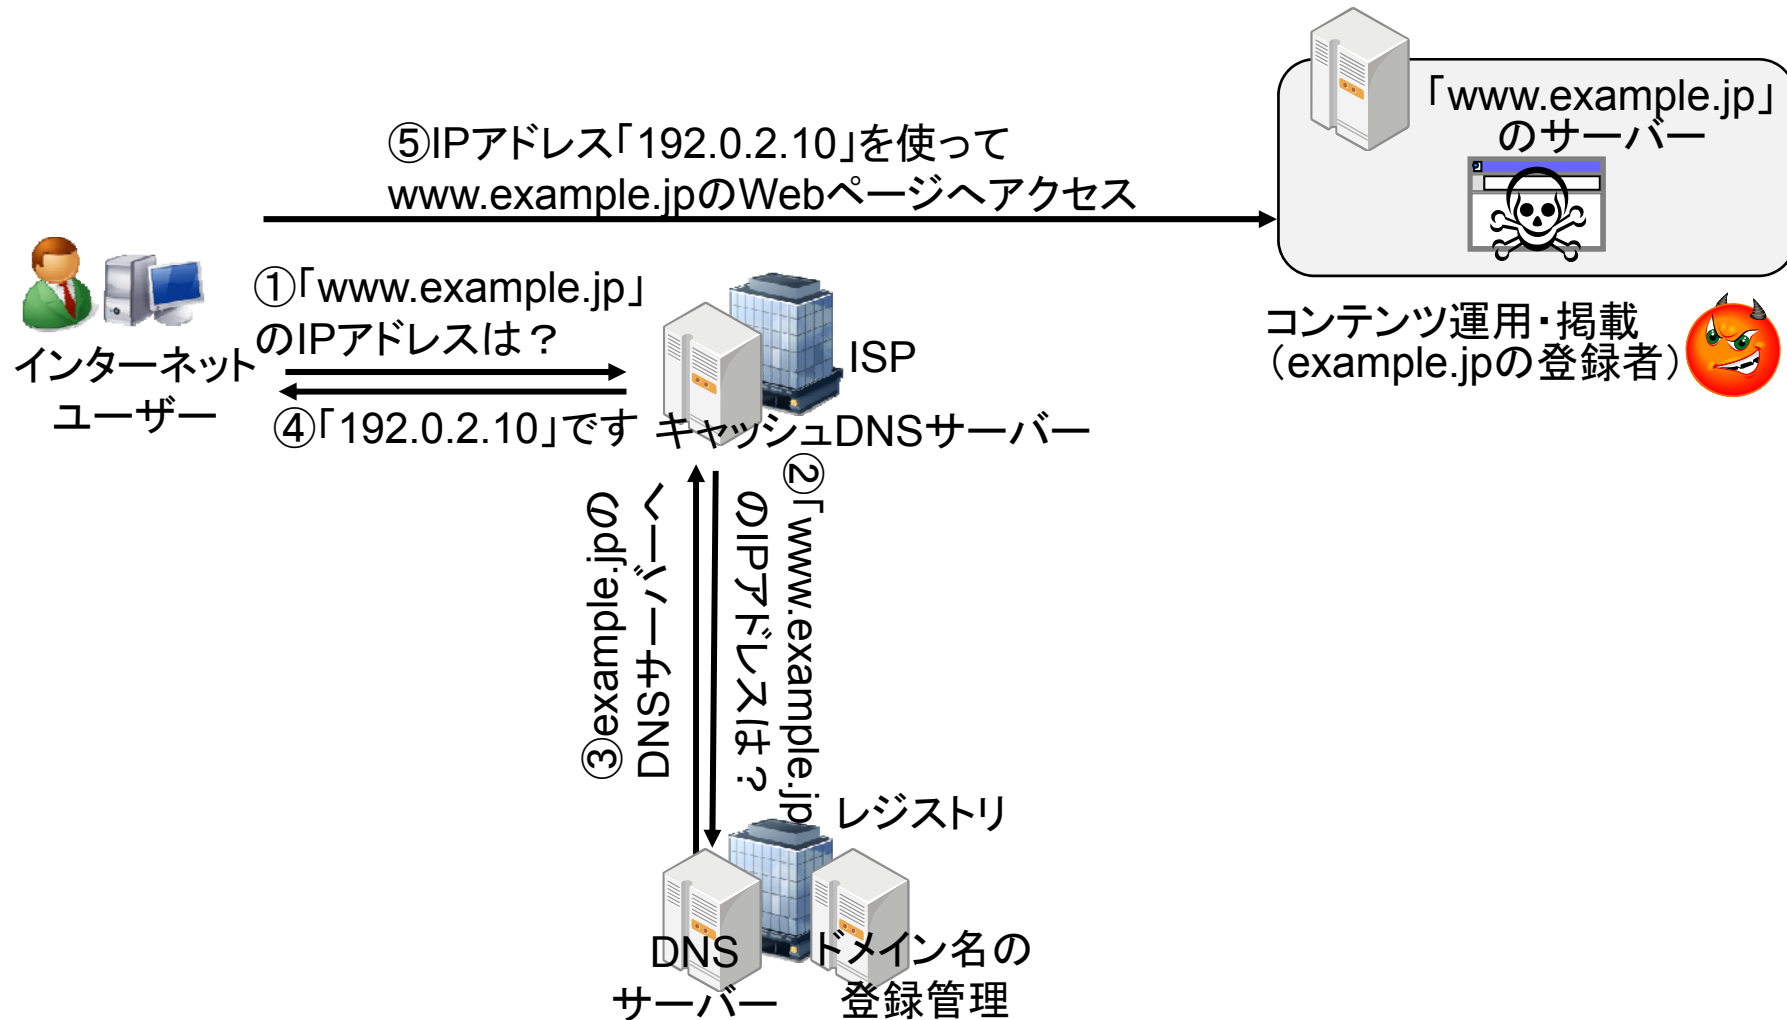 「www.example.jp」
のサーバー
⑤IPアドレス「192.0.2.10」を使って
www.example.jpのWebページへアクセス
①「www.example.jp」
のIPアドレスは？
インターネット
ユーザー
④「192.0.2.10」です
ISP
キャッシュDNSサーバー
コンテンツ運用・掲載
（example.jpの登録者）
②「www.example.jp
のIPアドレスは？
③example.jpの
DNSサーバーへ
レジストリ
DNS
サーバー
ドメイン名の
登録管理